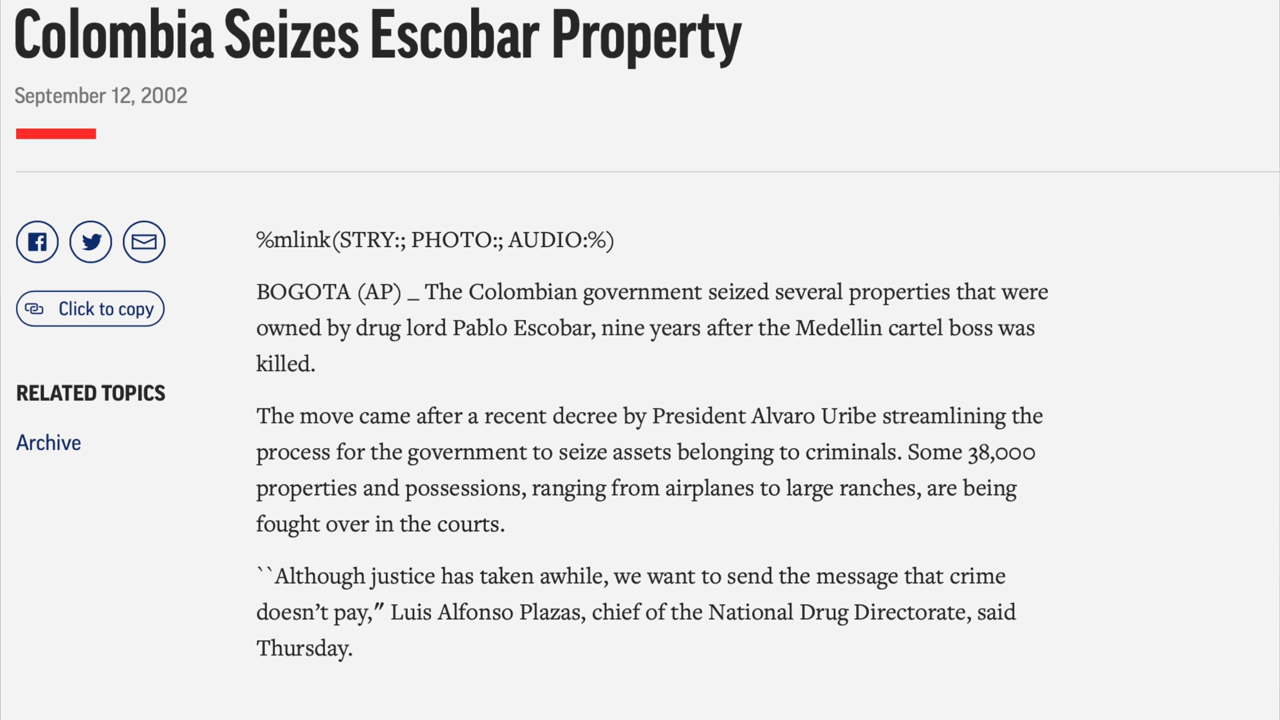 Colombia Seizes Escobar Property
September 12, 2002
Click to copy
RELATED TOPICS
Archive
%mlink(STRY:; PHOTO:; AUDIO:%)
BOGOTA (AP) _ The Colombian government seized several properties that were
owned by drug lord Pablo Escobar, nine years after the Medellin cartel boss was
killed.
The move came after a recent decree by President Alvaro Uribe streamlining the
process for the government to seize assets belonging to criminals. Some 38,000
properties and possessions, ranging from airplanes to large ranches, are being
fought over in the courts.
``Although justice has taken awhile, we want to send the message that crime
doesn’t pay,″ Luis Alfonso Plazas, chief of the National Drug Directorate, said
Thursday.